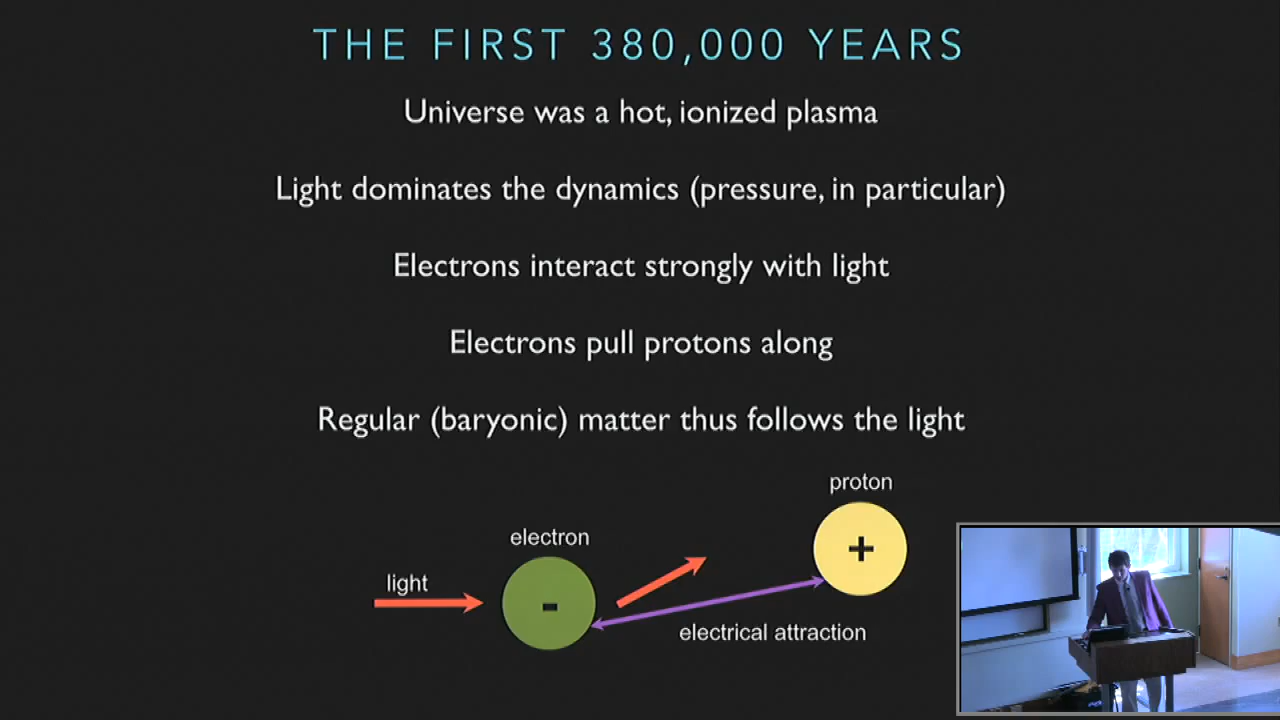 THE FIRST 380,000 YEARS
Universe was a hot, ionized plasma
Light dominates the dynamics (pressure, in particular)
Electrons interact strongly with light
Electrons pull protons along
Regular (baryonic) matter thus follows the light
proton
+
electron
light
-
electrical attraction